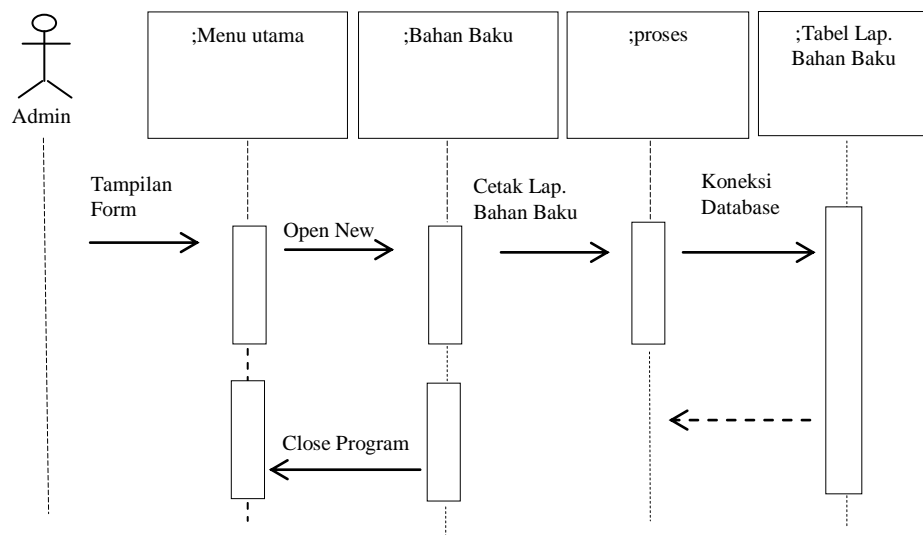 ;Menu utama
;Bahan Baku
;proses
;Tabel Lap.
Bahan Baku
Admin
Tampilan
Form
Open New
Cetak Lap.
Bahan Baku
Koneksi
Database
Close Program